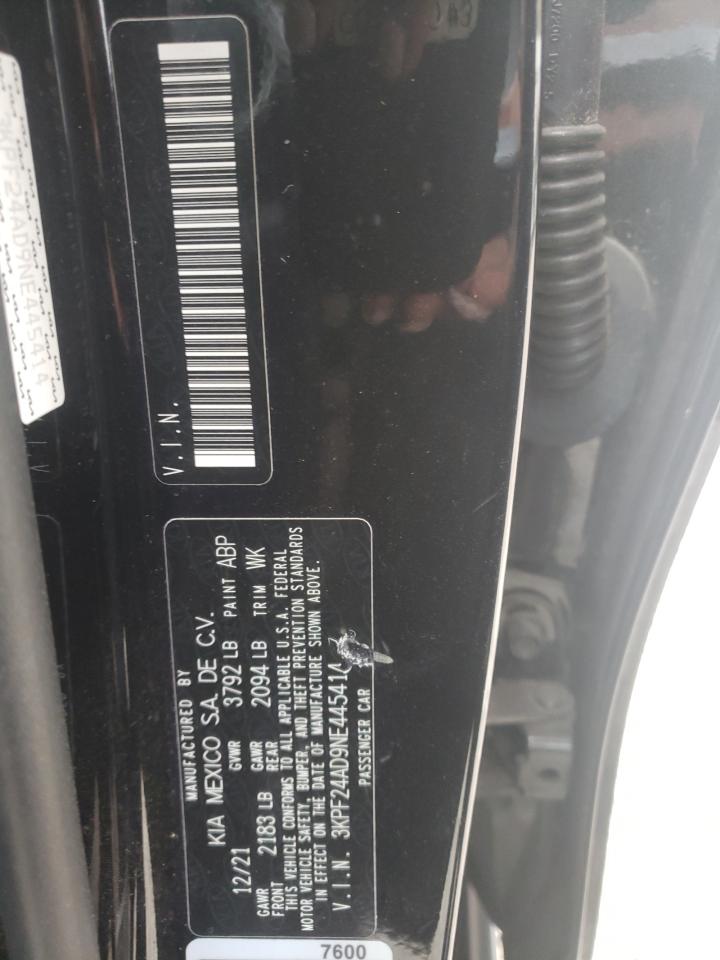 MANUFACTURED BY
KIA MEXICO S.A. DE C.V.
12/21 GVWR 3792 LB PAINT ABP
GAWR FRONT 2183 LB GAWR REAR 2094 LB TRIM WK
THIS VEHICLE CONFORMS TO ALL APPLICABLE U.S.A. FEDERAL
MOTOR VEHICLE SAFETY, BUMPER, AND THEFT PREVENTION STANDARDS
IN EFFECT ON THE DATE OF MANUFACTURE SHOWN ABOVE.
V.I.N. 3KPF24AD9NE445414
PASSENGER CAR
V.I.N.
3KPF24AD9NE445414
7600